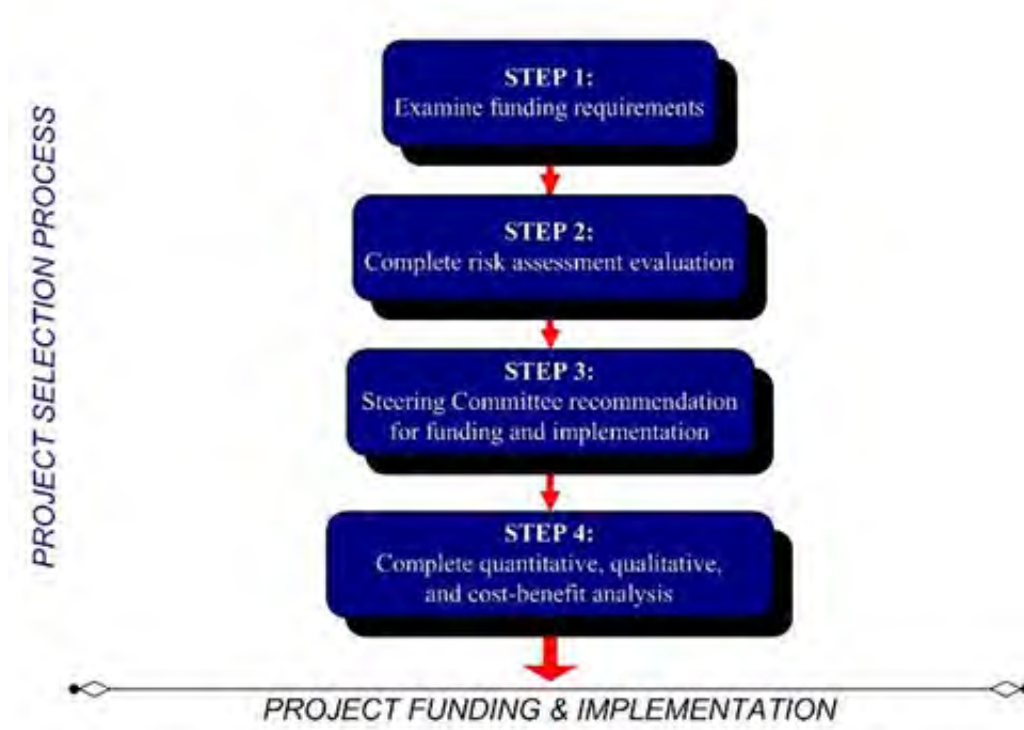 PROJECT SELECTION PROCESS
STEP 1:
Examine funding requirements
STEP 2:
Complete risk assessment evaluation
STEP 3:
Steering Committee recommendation
for funding and implementation
STEP 4:
Complete quantitative, qualitative,
and cost-benefit analysis
PROJECT FUNDING & IMPLEMENTATION